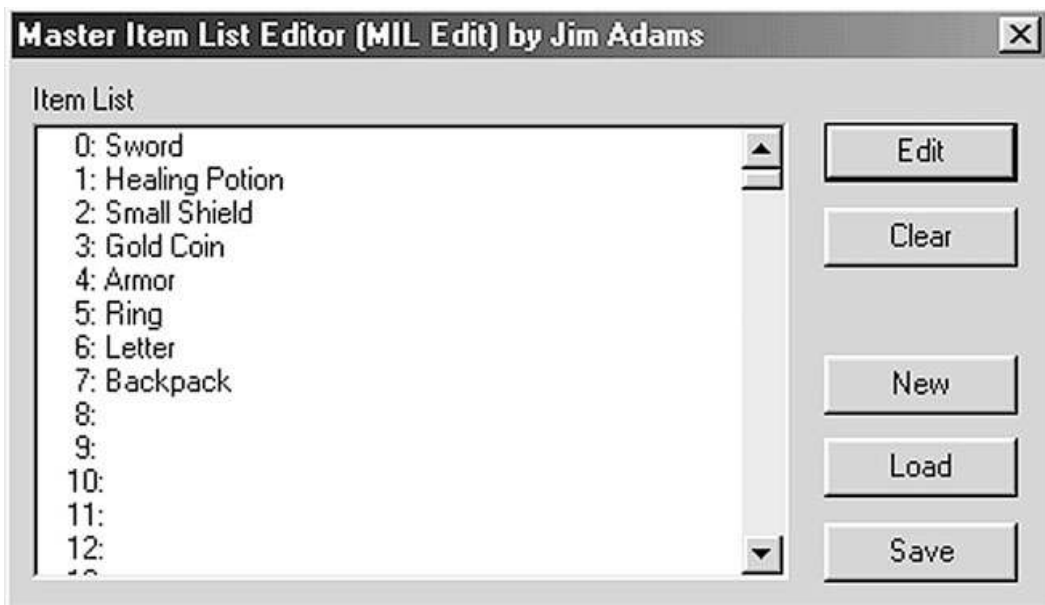 Master Item List Editor (MIL Edit) by Jim Adams
Item List
0: Sword
1: Healing Potion
2: Small Shield
3: Gold Coin
4: Armor
5: Ring
6: Letter
7: Backpack
8:
9:
10:
11:
12:
Edit
Clear
New
Load
Save